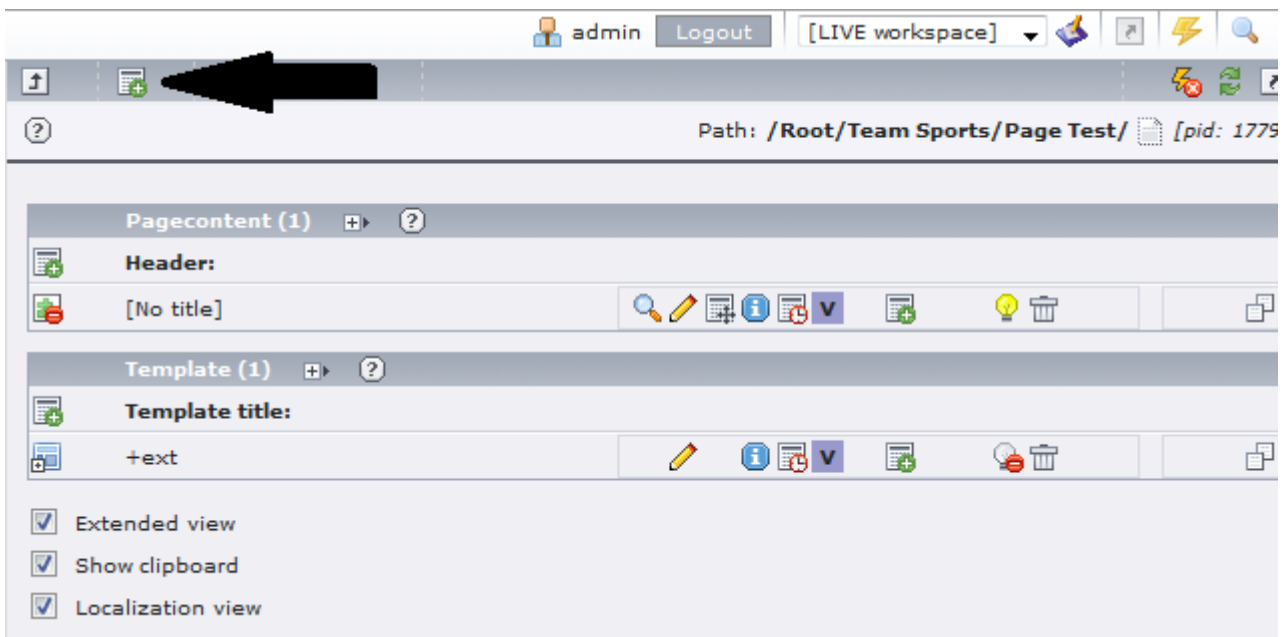 admin Logout [LIVE workspace]
Path: /Root/Team Sports/Page Test/ [pid: 1779
Pagecontent (1)
Header:
[No title]
V
Template (1)
Template title:
+ext
V
Extended view
Show clipboard
Localization view